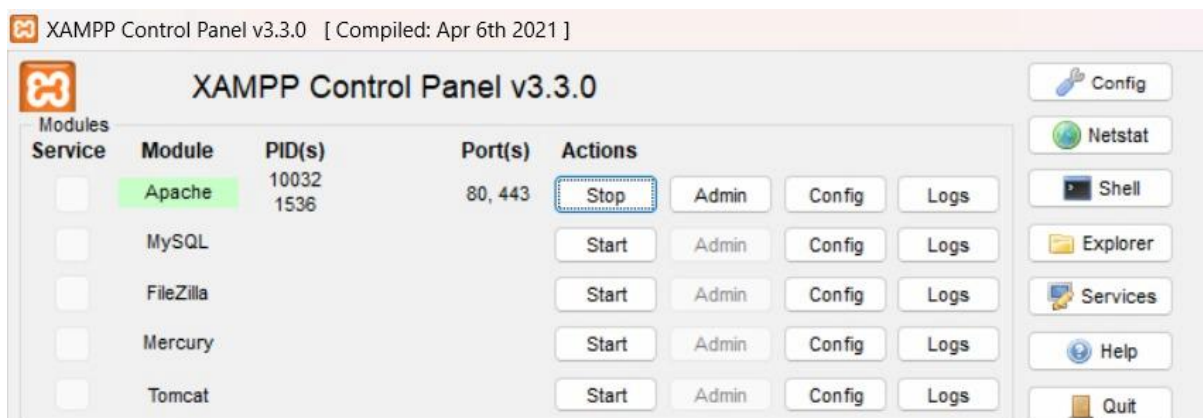 XAMPP Control Panel v3.3.0 [ Compiled: Apr 6th 2021 ]
XAMPP Control Panel v3.3.0
Config
Modules
Netstat
Service Module PID(s) Port(s) Actions
Apache 10032 80, 443 Stop Admin Config Logs
1536
Shell
MySQL Start Admin Config Logs
Explorer
FileZilla Start Admin Config Logs
Services
Mercury Start Admin Config Logs
Help
Tomcat Start Admin Config Logs
Quit